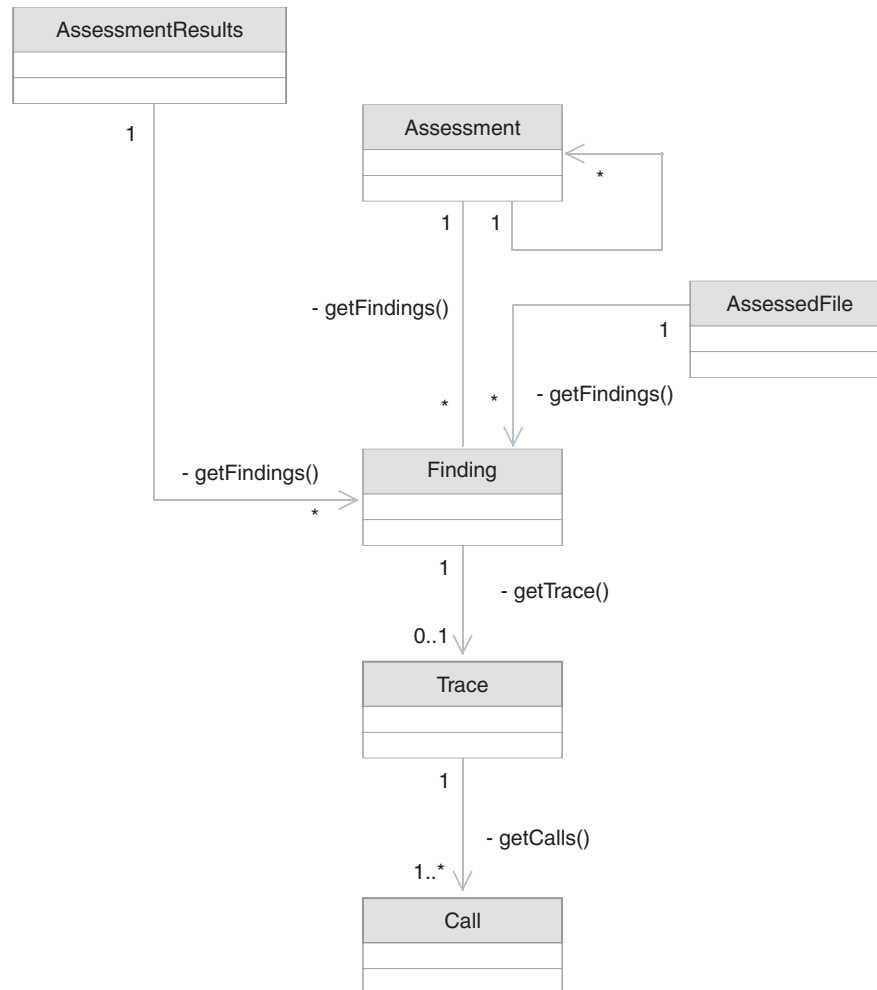 AssessmentResults
1
Assessment
*
1
1
- getFindings()
AssessedFile
1
*
*
- getFindings()
- getFindings()
*
Finding
1
- getTrace()
0..1
Trace
1
- getCalls()
1..*
Call